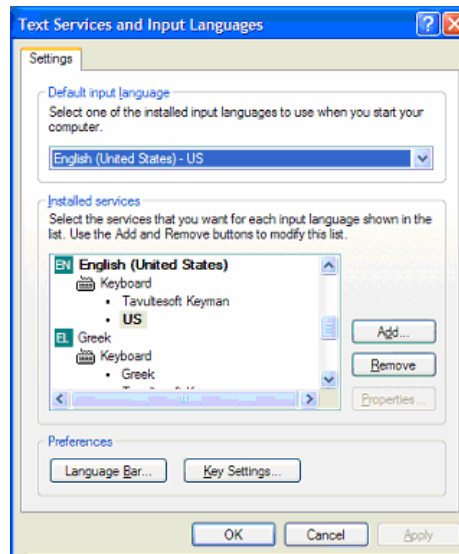 Text Services and Input Languages
Settings
Default input language
Select one of the installed input languages to use when you start your
computer.
English (United States) - US
Installed services
Select the services that you want for each input language shown in the
list. Use the Add and Remove buttons to modify this list.
EN English (United States)
Keyboard
• Tavultesoft Keyman
• US
EL Greek
Keyboard
• Greek
Add...
Remove
Properties...
Preferences
Language Bar...
Key Settings...
OK
Cancel
Apply